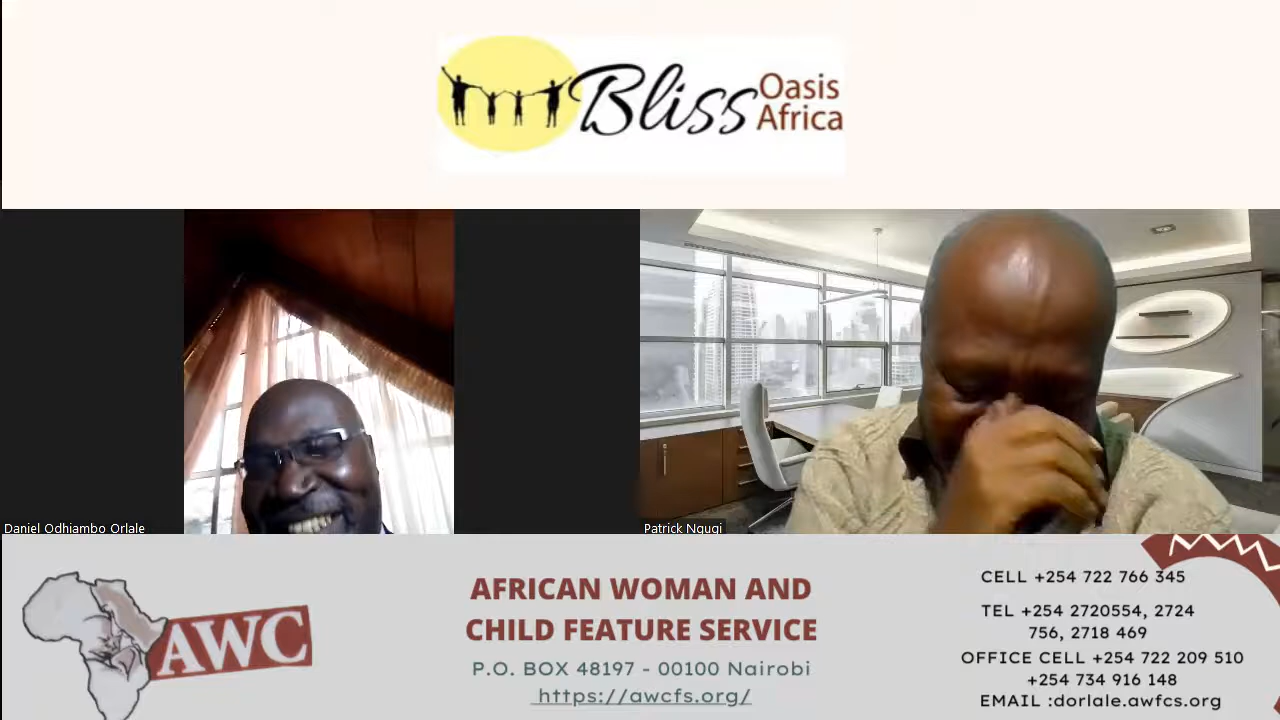 Bliss Oasis
Africa
Daniel Odhiambo Orlale
Patrick Ngugi
AWC
AFRICAN WOMAN AND
CHILD FEATURE SERVICE
P.O. BOX 48197 - 00100 Nairobi
https://awcfs.org/
CELL +254 722 766 345
TEL +254 2720554, 2724
756, 2718 469
OFFICE CELL +254 722 209 510
+254 734 916 148
EMAIL :dorlale.awfcs.org